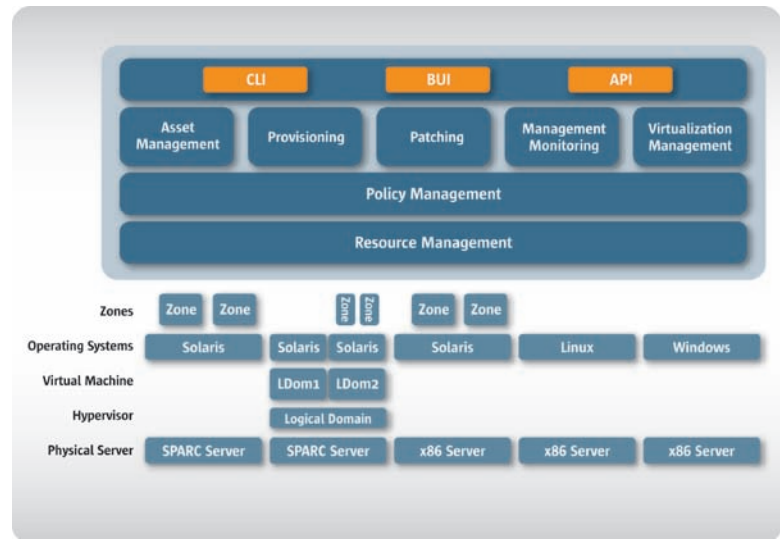 CLI BUI API
Asset Management
Provisioning
Patching
Management Monitoring
Virtualization Management
Policy Management
Resource Management
Zones Zone Zone Zone Zone Zone Zone
Operating Systems Solaris Solaris Solaris Solaris Linux Windows
Virtual Machine LDom1 LDom2
Hypervisor Logical Domain
Physical Server SPARC Server SPARC Server x86 Server x86 Server x86 Server